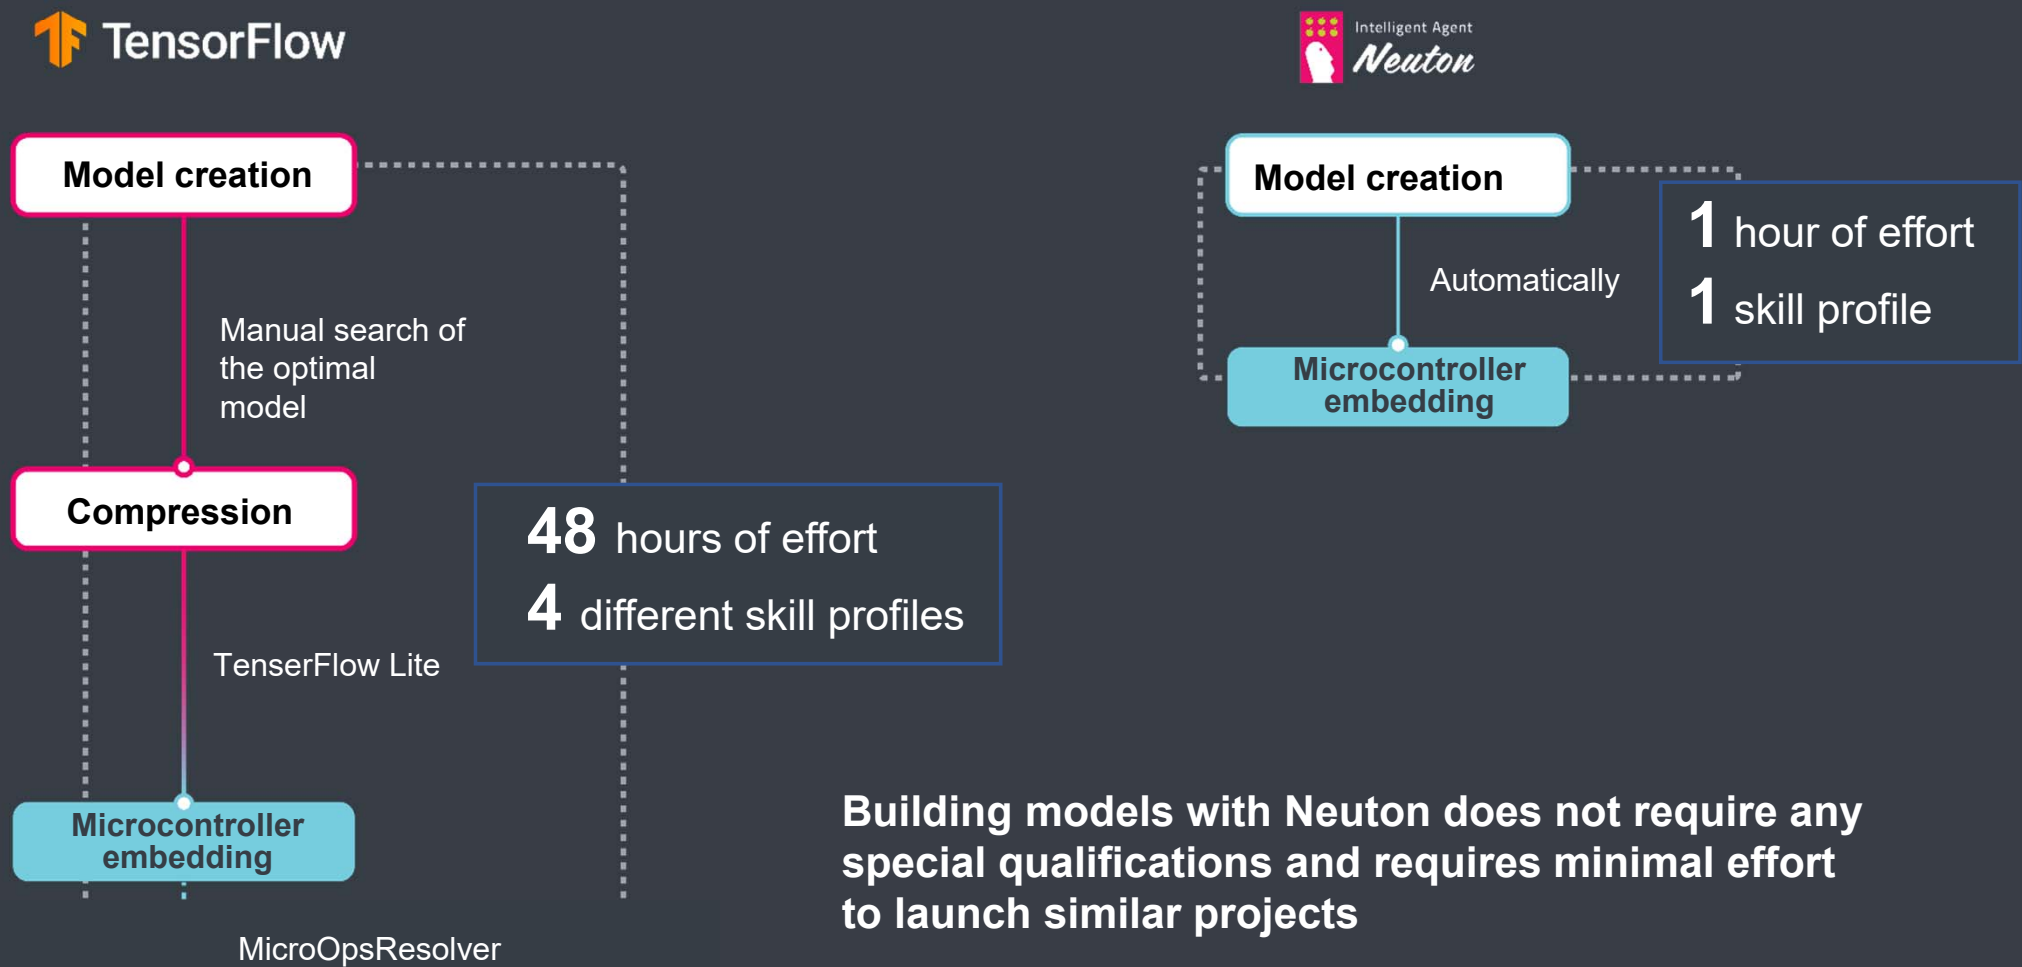 TensorFlow
Model creation
Manual search of
the optimal
model
Compression
48 hours of effort
4 different skill profiles
TenserFlow Lite
Microcontroller
embedding
MicroOpsResolver
Intelligent Agent
Neuton
Model creation
Automatically
1 hour of effort
1 skill profile
Microcontroller
embedding
Building models with Neuton does not require any
special qualifications and requires minimal effort
to launch similar projects